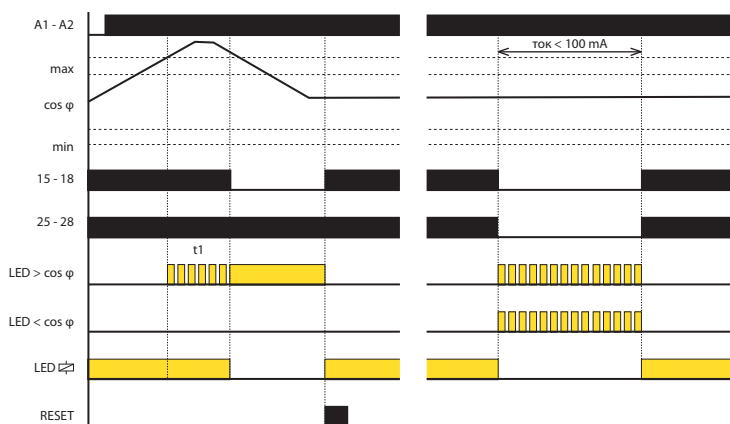 A1 - A2
ток < 100 mA
max
cos φ
min
15 - 18
25 - 28
t1
LED > cos φ
LED < cos φ
LED
RESET